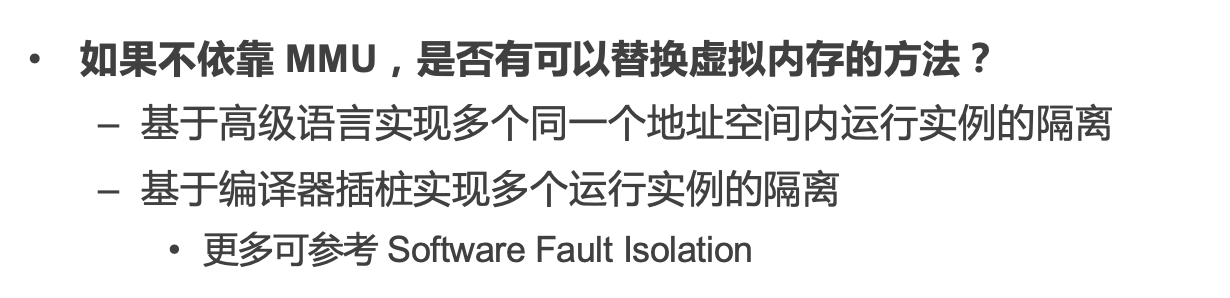 • 如果不依靠 MMU，是否有可以替换虚拟内存的方法？
– 基于高级语言实现多个同一个地址空间内运行实例的隔离
– 基于编译器插桩实现多个运行实例的隔离
• 更多可参考 Software Fault Isolation